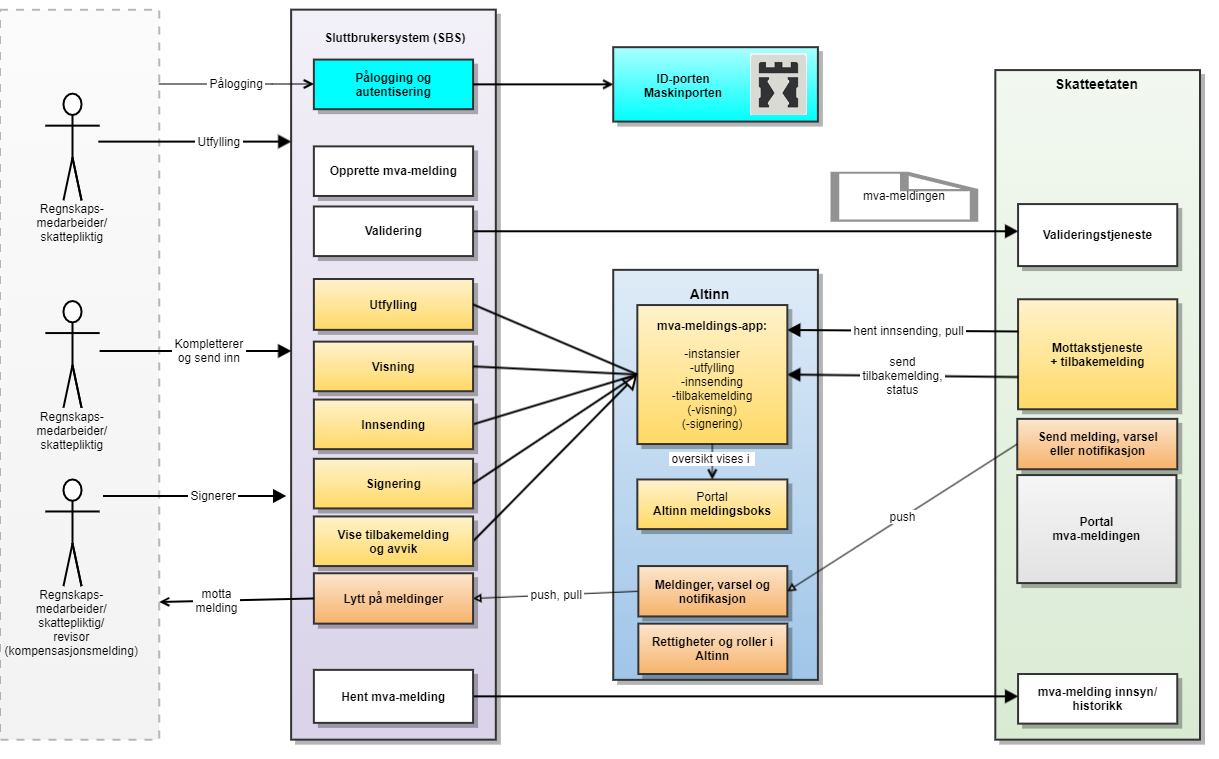 Sluttbrukersystem (SBS)
Pålogging
Pålogging og
autentisering
ID-porten
Maskinporten
Skatteetaten
Utfylling
Regnskaps-
medarbeider/
skattepliktig
Opprette mva-melding
Validering
mva-meldingen
Valideringstjeneste
Altinn
Utfylling
Visning
Innsending
Signering
Vise tilbakemelding
og avvik
Lytt på meldinger
Hent mva-melding
Kompletterer
og send inn
Regnskaps-
medarbeider/
skattepliktig
Signerer
Regnskaps-
medarbeider/
skattepliktig/
revisor
(kompensasjonsmelding)
motta
melding
mva-meldings-app:
-instansier
-utfylling
-innsending
-tilbakemelding
(-visning)
(-signering)
oversikt vises i
Portal
Altinn meldingsboks
Meldinger, varsel og
notifikasjon
Rettigheter og roller i
Altinn
push, pull
hent innsending, pull
send
tilbakemelding,
status
push
Mottakstjeneste
+ tilbakemelding
Send melding, varsel
eller notifikasjon
Portal
mva-meldingen
mva-melding innsyn/
historikk